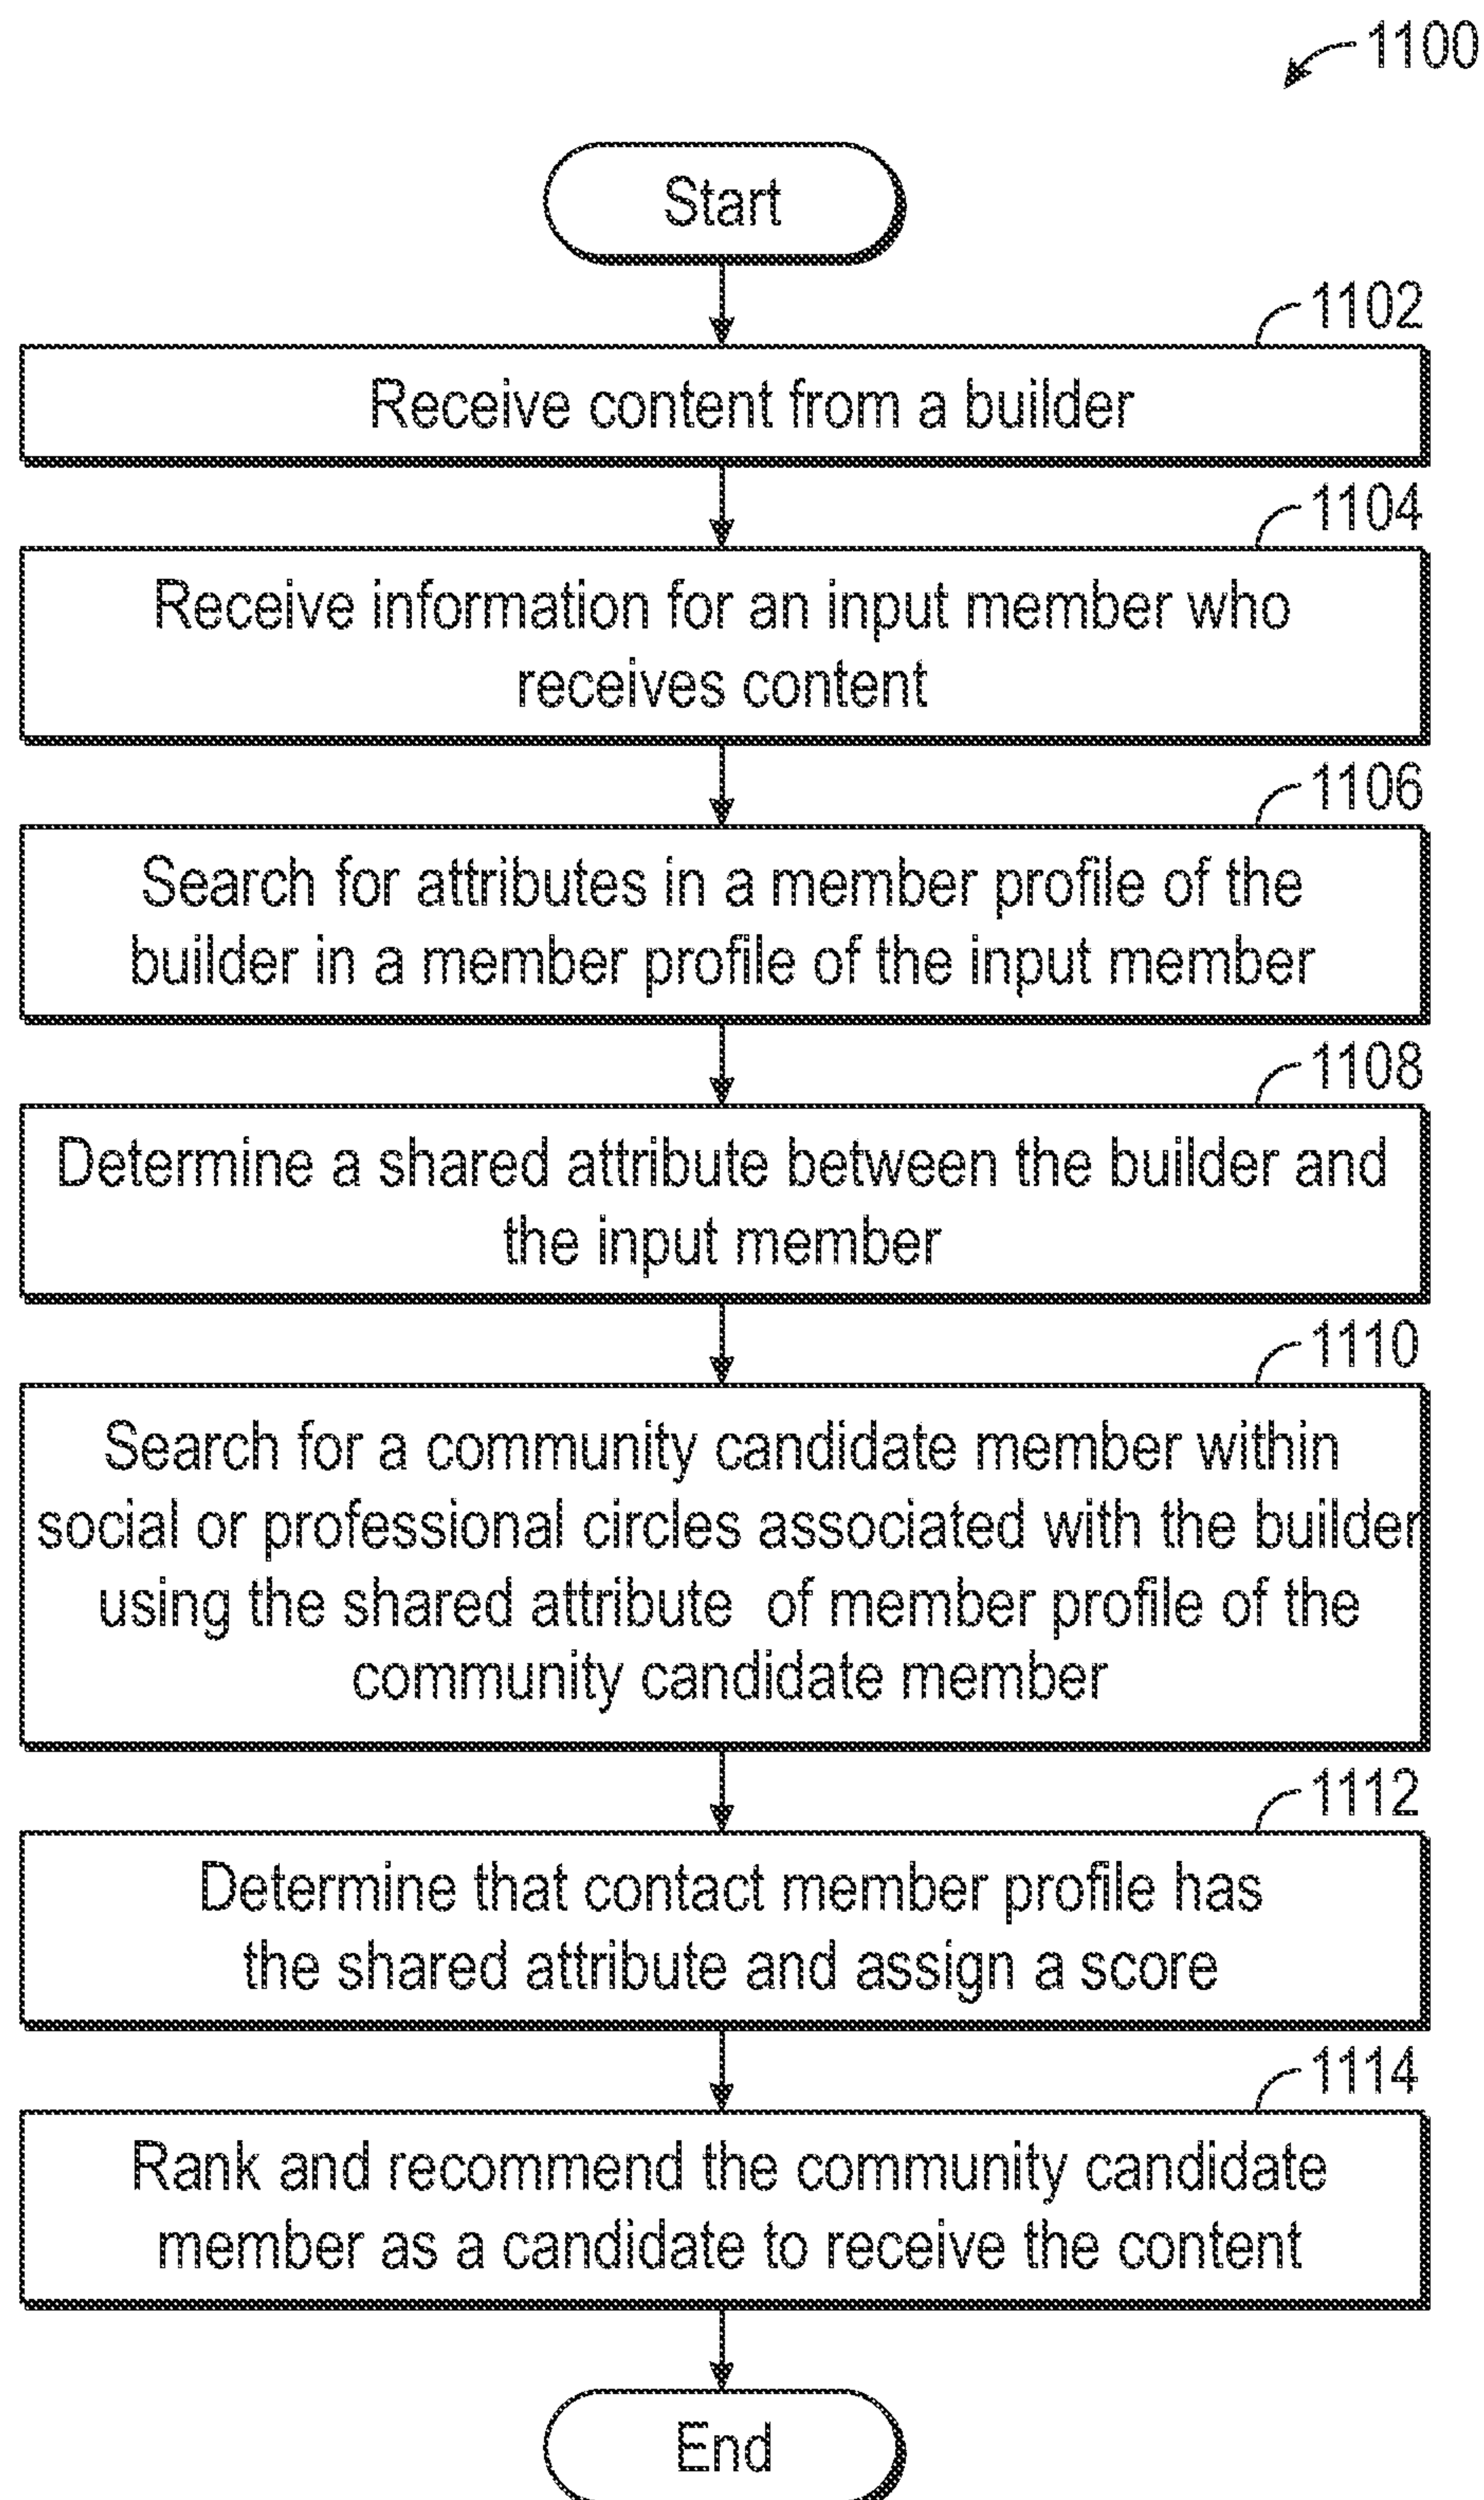 1100
Start
1102
Receive content from a builder
1104
Receive information for an input member who
receives content
1106
Search for attributes in a member profile of the
builder in a member profile of the input member
1108
Determine a shared attribute between the builder and
the input member
1110
Search for a community candidate member within
social or professional circles associated with the builder
using the shared attribute of member profile of the
community candidate member
1112
Determine that contact member profile has
the shared attribute and assign a score
1114
Rank and recommend the community candidate
member as a candidate to receive the content
End